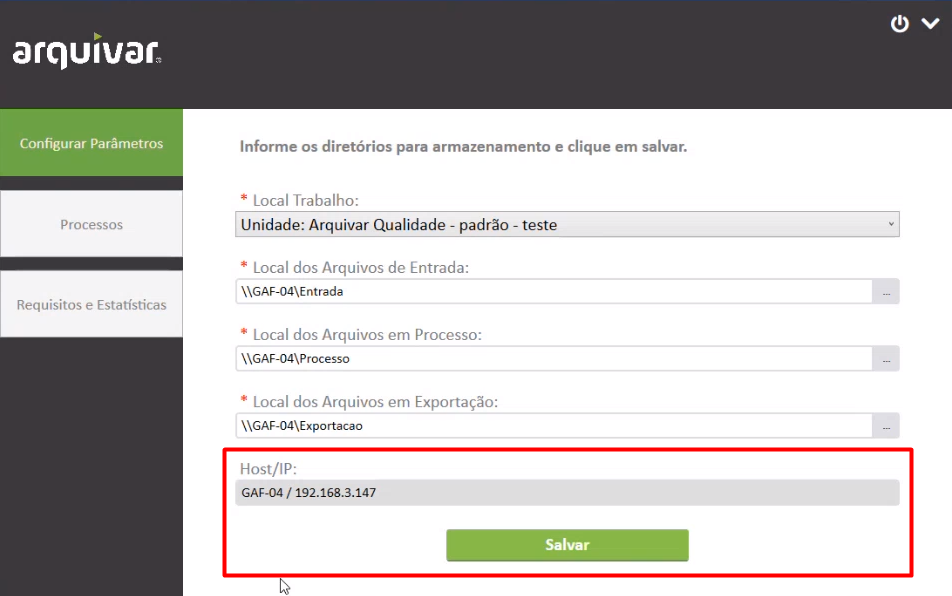 arquivar
Configurar Parâmetros
Processos
Requisitos e Estatísticas
Informe os diretórios para armazenamento e clique em salvar.
* Local Trabalho:
Unidade: Arquivar Qualidade - padrão - teste
* Local dos Arquivos de Entrada:
\\GAF-04\Entrada ...
* Local dos Arquivos em Processo:
\\GAF-04\Processo ...
* Local dos Arquivos em Exportação:
\\GAF-04\Exportacao ...
Host/IP:
GAF-04 / 192.168.3.147
Salvar